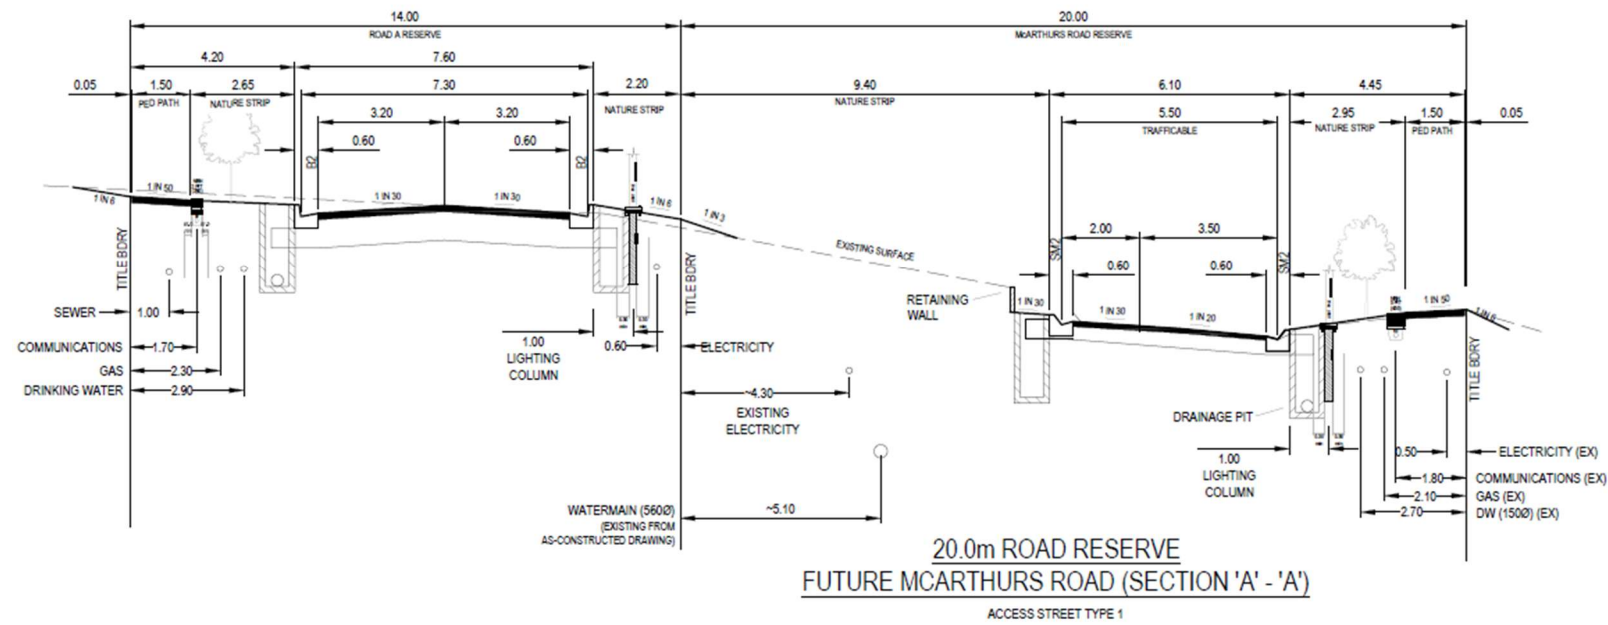 14.00
20.00
ROAD A RESERVE
McARTHURS ROAD RESERVE
4.20
7.60
0.05
1.50
2.65
7.30
2.20
9.40
6.10
4.45
PED PATH
NATURE STRIP
NATURE STRIP
NATURE STRIP
3.20
3.20
5.50
2.95
1.50
0.05
TRAFFICABLE
NATURE STRIP
PED PATH
0.60
0.60
B2
B2
1 IN 6
1 IN 50
1 IN 30
1 IN 30
1 IN 6
1 IN 3
EXISTING SURFACE
TITLE BDRY
TITLE BDRY
SM2
2.00
3.50
SM2
0.60
0.60
RETAINING
WALL
1 IN 30
1 IN 30
1 IN 20
1 IN 50
1 IN 6
TITLE BDRY
SEWER
1.00
COMMUNICATIONS
1.70
GAS
2.30
DRINKING WATER
2.90
1.00
LIGHTING
COLUMN
0.60
ELECTRICITY
~4.30
EXISTING
ELECTRICITY
DRAINAGE PIT
1.00
LIGHTING
COLUMN
0.50
ELECTRICITY (EX)
1.80
COMMUNICATIONS (EX)
2.10
GAS (EX)
2.70
DW (150Ø) (EX)
WATERMAIN (560Ø)
(EXISTING FROM
AS-CONSTRUCTED DRAWING)
~5.10
20.0m ROAD RESERVE
FUTURE MCARTHURS ROAD (SECTION 'A' - 'A')
ACCESS STREET TYPE 1